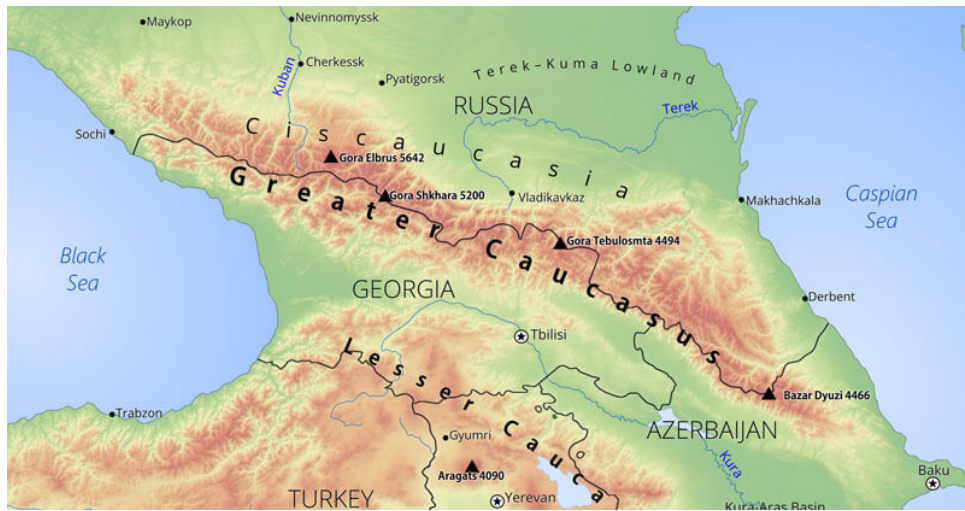 Maykop
Nevinnomyssk
Cherkessk
Kuban
Pyatigorsk
Terek–Kuma Lowland
RUSSIA
Terek
Sochi
Ciscaucasia
Gora Elbrus 5642
Greater Caucasus
Gora Shkhara 5200
Vladikavkaz
Makhachkala
Caspian
Sea
Black
Sea
Gora Tebulosmta 4494
GEORGIA
Derbent
Tbilisi
Lesser Cauca
Bazar Dyuzi 4466
Trabzon
Gyumri
AZERBAIJAN
Aragats 4090
Kura
Baku
TURKEY
Yerevan
Kura-Aras Basin